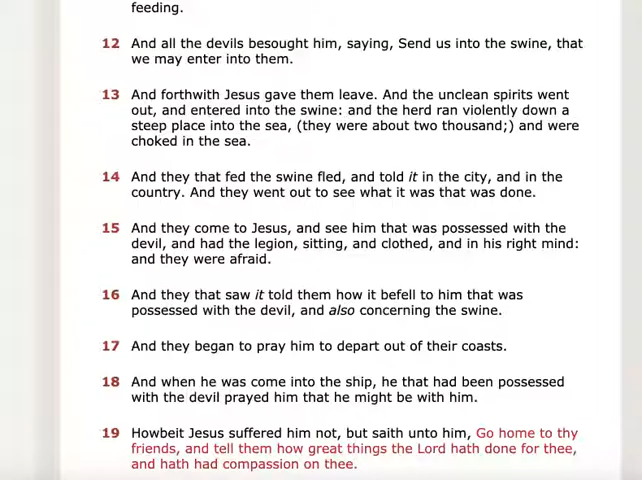 feeding.
12 And all the devils besought him, saying, Send us into the swine, that
we may enter into them.
13 And forthwith Jesus gave them leave. And the unclean spirits went
out, and entered into the swine: and the herd ran violently down a
steep place into the sea, (they were about two thousand;) and were
choked in the sea.
14 And they that fed the swine fled, and told it in the city, and in the
country. And they went out to see what it was that was done.
15 And they come to Jesus, and see him that was possessed with the
devil, and had the legion, sitting, and clothed, and in his right mind:
and they were afraid.
16 And they that saw it told them how it befell to him that was
possessed with the devil, and also concerning the swine.
17 And they began to pray him to depart out of their coasts.
18 And when he was come into the ship, he that had been possessed
with the devil prayed him that he might be with him.
19 Howbeit Jesus suffered him not, but saith unto him, Go home to thy
friends, and tell them how great things the Lord hath done for thee,
and hath had compassion on thee.